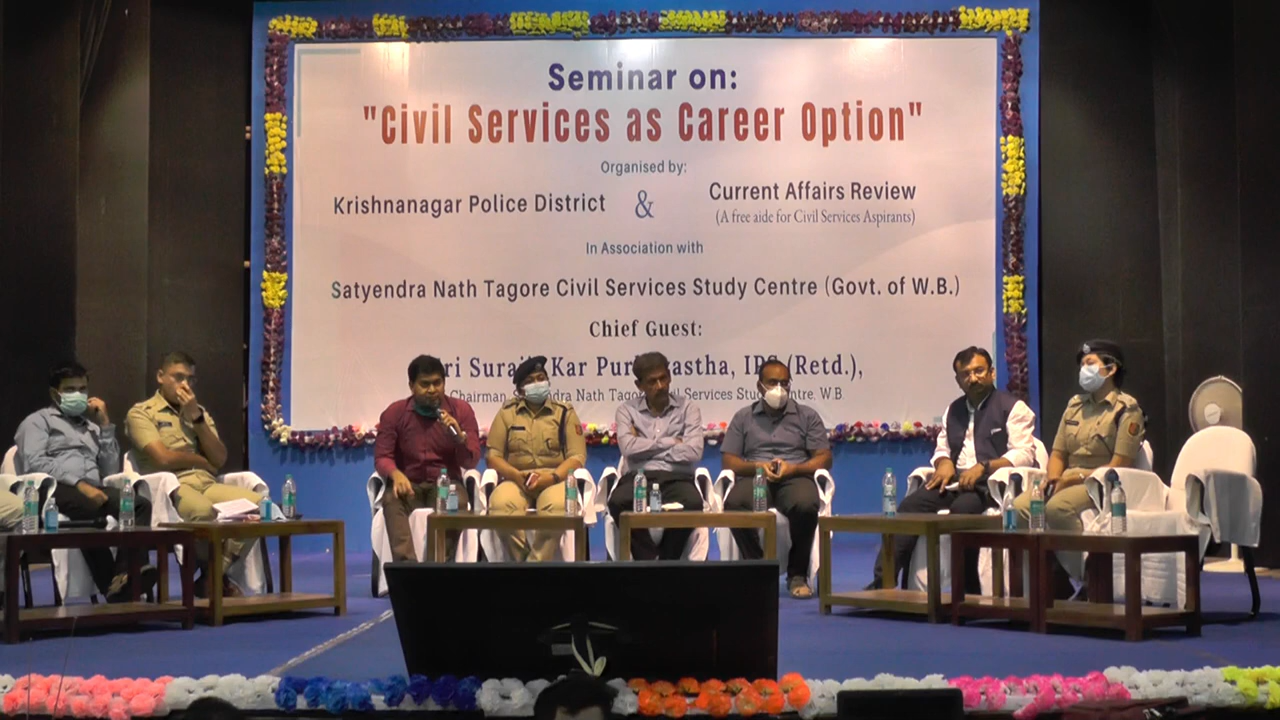 Seminar on:
"Civil Services as Career Option"
Organised by:
Krishnanagar Police District & Current Affairs Review
(A free aide for Civil Services Aspirants)
In Association with
Satyendra Nath Tagore Civil Services Study Centre (Govt. of W.B.)
Chief Guest:
Kar IPS (Retd.),
Chairman, Nath Services Centre, W.B